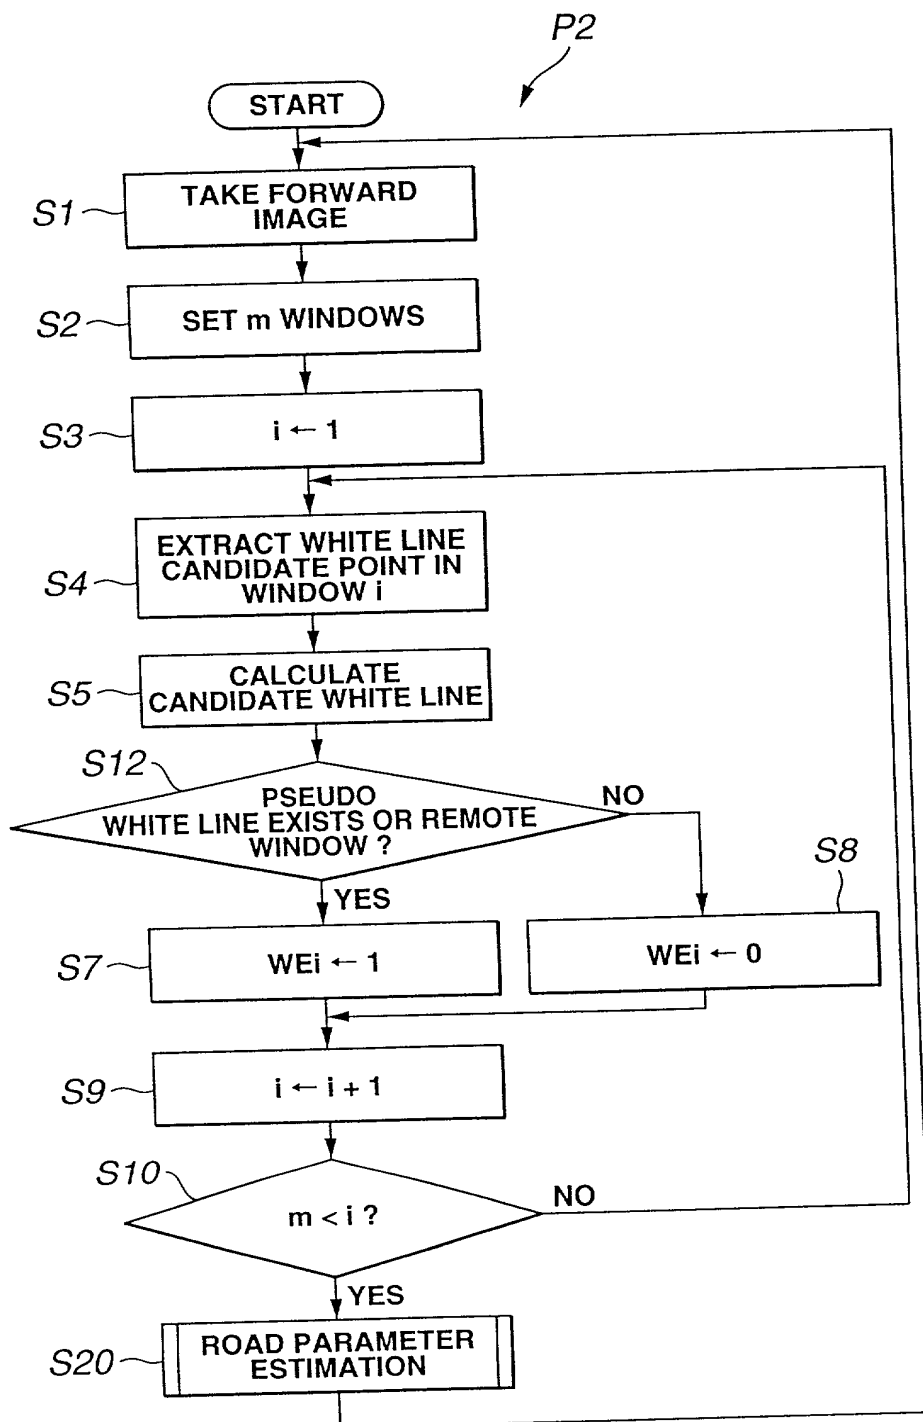 P2
START
S1
TAKE FORWARD
IMAGE
S2
SET m WINDOWS
S3
i ← 1
S4
EXTRACT WHITE LINE
CANDIDATE POINT IN
WINDOW i
S5
CALCULATE
CANDIDATE WHITE LINE
S12
PSEUDO
WHITE LINE EXISTS OR REMOTE
WINDOW ?
NO
YES
S8
S7
WEi ← 1
WEi ← 0
S9
i ← i + 1
S10
m < i ?
NO
YES
S20
ROAD PARAMETER
ESTIMATION